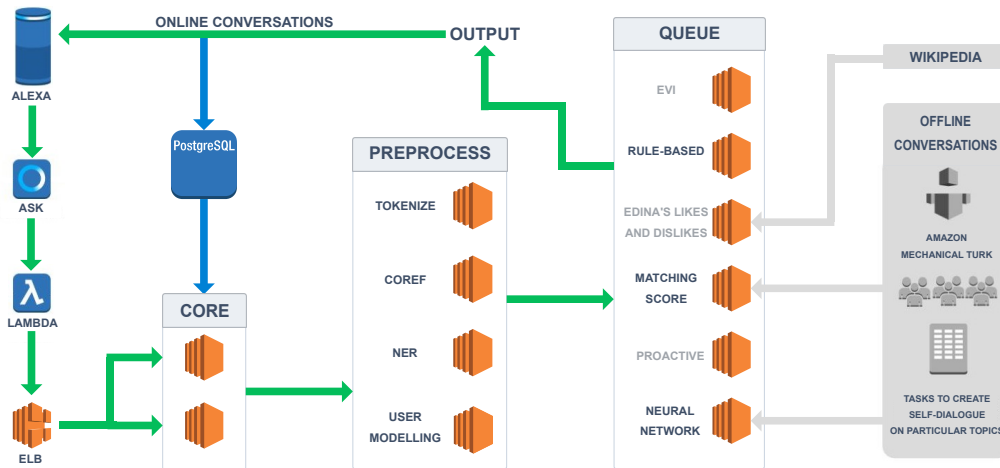 ONLINE CONVERSATIONS
OUTPUT
ALEXA
ASK
LAMBDA
ELB
PostgreSQL
CORE
PREPROCESS
TOKENIZE
COREF
NER
USER
MODELLING
QUEUE
EVI
RULE-BASED
EDINA'S LIKES
AND DISLIKES
MATCHING
SCORE
PROACTIVE
NEURAL
NETWORK
WIKIPEDIA
OFFLINE
CONVERSATIONS
AMAZON
MECHANICAL TURK
TASKS TO CREATE
SELF-DIALOGUE
ON PARTICULAR TOPICS